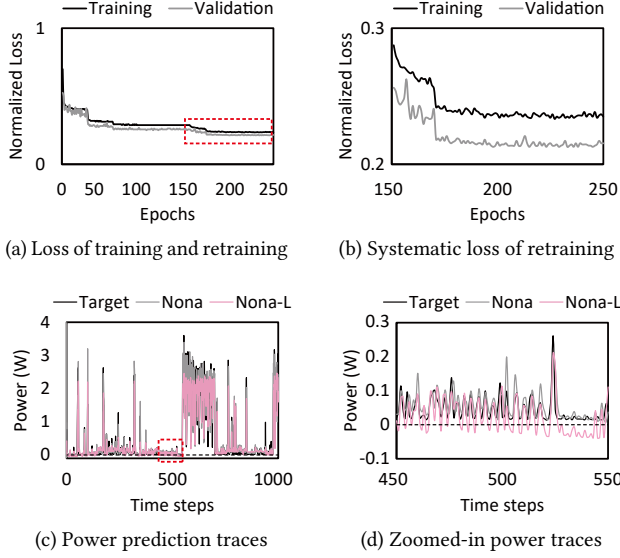 Training Validation
Normalized Loss
1
0
0 50 100 150 200 250
Epochs
(a) Loss of training and retraining
Training Validation
Normalized Loss
0.3
0.2
150 200 250
Epochs
(b) Systematic loss of retraining
Target Nona Nona-L
Power (W)
4
3
2
1
0
0 500 1000
Time steps
(c) Power prediction traces
Target Nona Nona-L
Power (W)
0.3
0.2
0.1
0
-0.1
450 500 550
Time steps
(d) Zoomed-in power traces